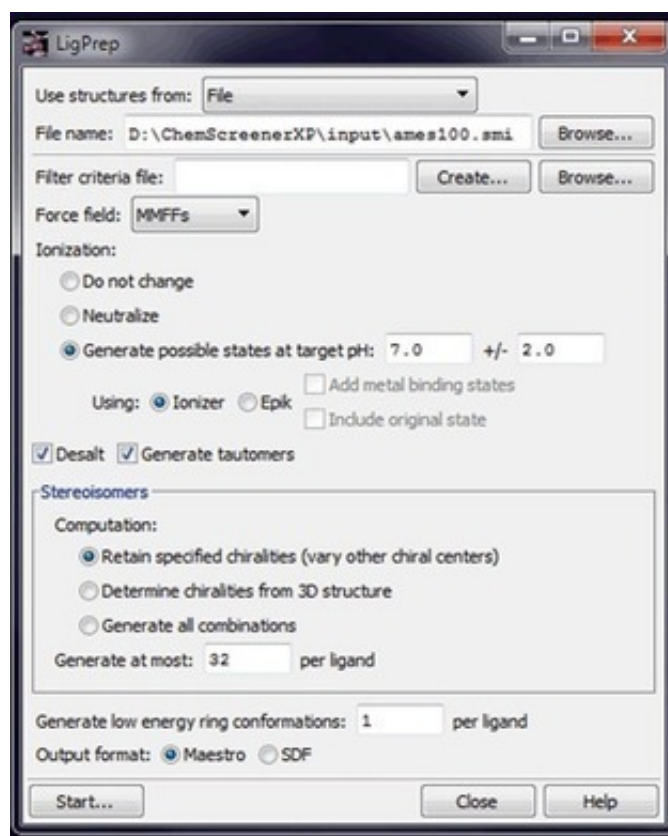 LigPrep
Use structures from: File
File name: D:\ChemScreenerXP\input\ames100.smi Browse...
Filter criteria file: Create... Browse...
Force field: MMFFs
Ionization:
Do not change
Neutralize
Generate possible states at target pH: 7.0 +/- 2.0
Add metal binding states
Using: Ionizer Epik
Include original state
Desalt Generate tautomers
Stereoisomers
Computation:
Retain specified chiralities (vary other chiral centers)
Determine chiralities from 3D structure
Generate all combinations
Generate at most: 32 per ligand
Generate low energy ring conformations: 1 per ligand
Output format: Maestro SDF
Start... Close Help